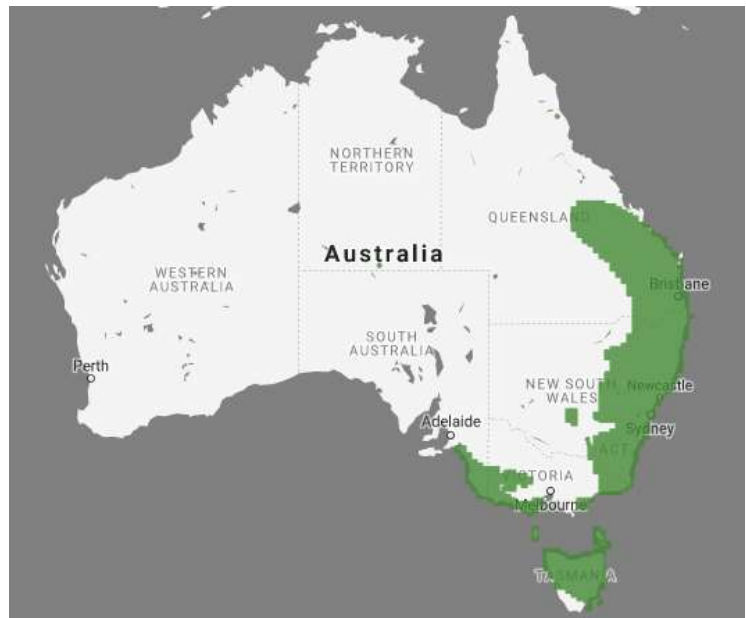 NORTHERN
TERRITORY
QUEENSLAND
Australia
WESTERN
AUSTRALIA
Brisbane
SOUTH
AUSTRALIA
Perth
NEW SOUTH
WALES
Newcastle
Adelaide
Sydney
ACT
VICTORIA
Melbourne
TASMANIA